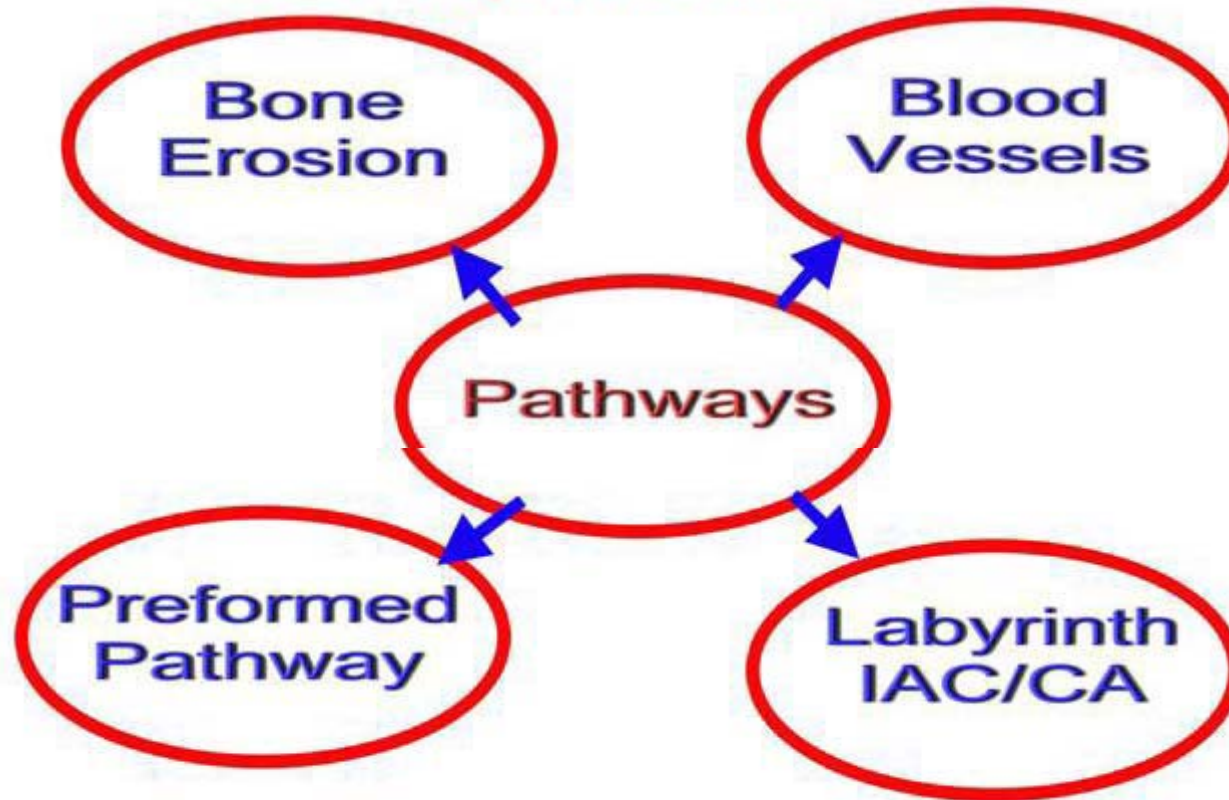 Bone
Erosion
Blood
Vessels
Pathways
Preformed
Pathway
Labyrinth
IAC/CA